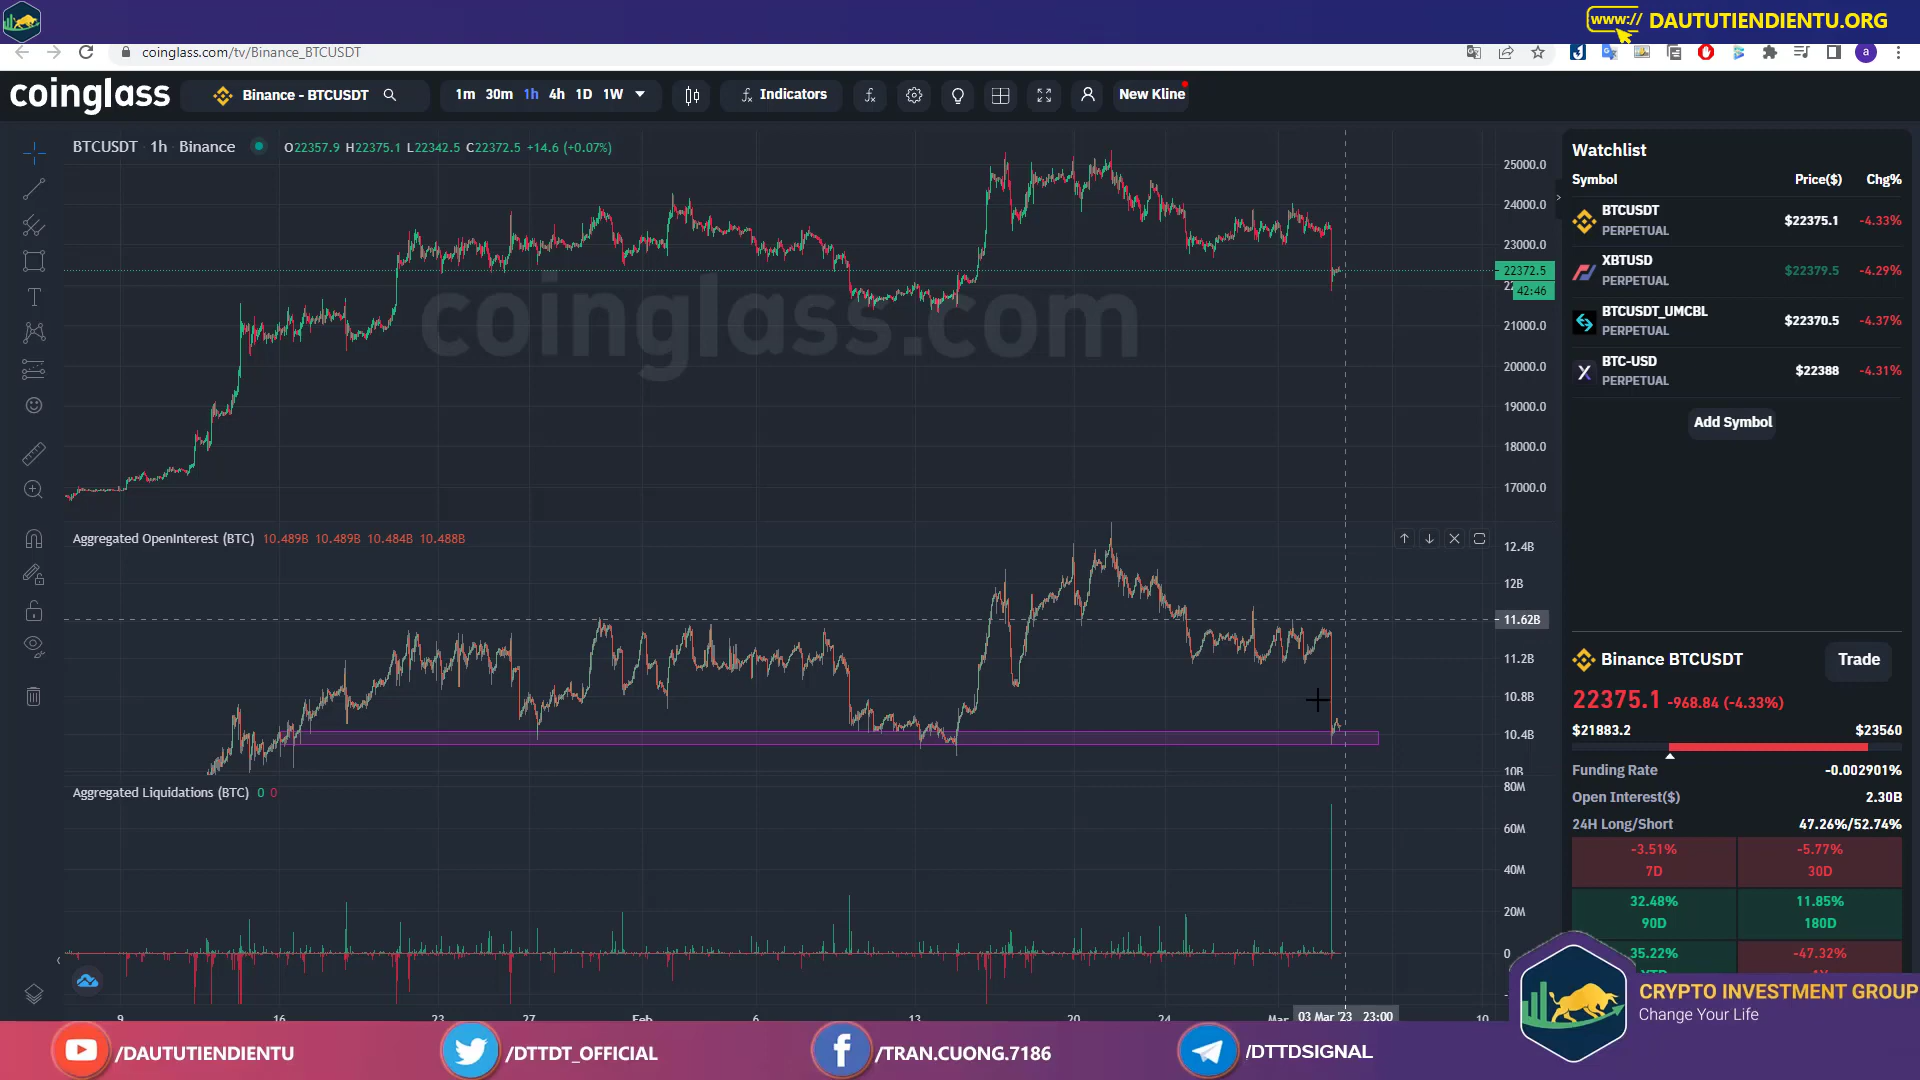 www.//
DAUTUTIENDIENTU.ORG
coinglass.com/tv/Binance_BTCUSDT
a
coinglass
Binance - BTCUSDT
1m 30m 1h 4h 1D 1W
Indicators
New Kline
BTCUSDT · 1h · Binance
O22357.9 H22375.1 L22342.5 C22372.5 +14.6 (+0.07%)
coinglass.com
25000.0
24000.0
23000.0
22372.5
42:46
21000.0
20000.0
19000.0
18000.0
17000.0
Aggregated OpenInterest (BTC) 10.489B 10.489B 10.484B 10.488B
12.4B
12B
11.62B
11.2B
10.8B
10.4B
10B
Aggregated Liquidations (BTC) 0 0
80M
60M
40M
20M
0
9 16 23 27 Feb 6 13 20 24 Mar 03 Mar '23 23:00 10
Watchlist
Symbol Price($) Chg%
BTCUSDT
PERPETUAL
$22375.1 -4.33%
XBTUSD
PERPETUAL
$22379.5 -4.29%
BTCUSDT_UMCBL
PERPETUAL
$22370.5 -4.37%
BTC-USD
PERPETUAL
$22388 -4.31%
Add Symbol
Binance BTCUSDT
Trade
22375.1 -968.84 (-4.33%)
$21883.2 $23560
Funding Rate -0.002901%
Open Interest($) 2.30B
24H Long/Short 47.26%/52.74%
-3.51% -5.77%
7D 30D
32.48% 11.85%
90D 180D
35.22% -47.32%
CRYPTO INVESTMENT GROUP
Change Your Life
/DAUTUTIENDIENTU
/DTTDT_OFFICIAL
/TRAN.CUONG.7186
/DTTDSIGNAL